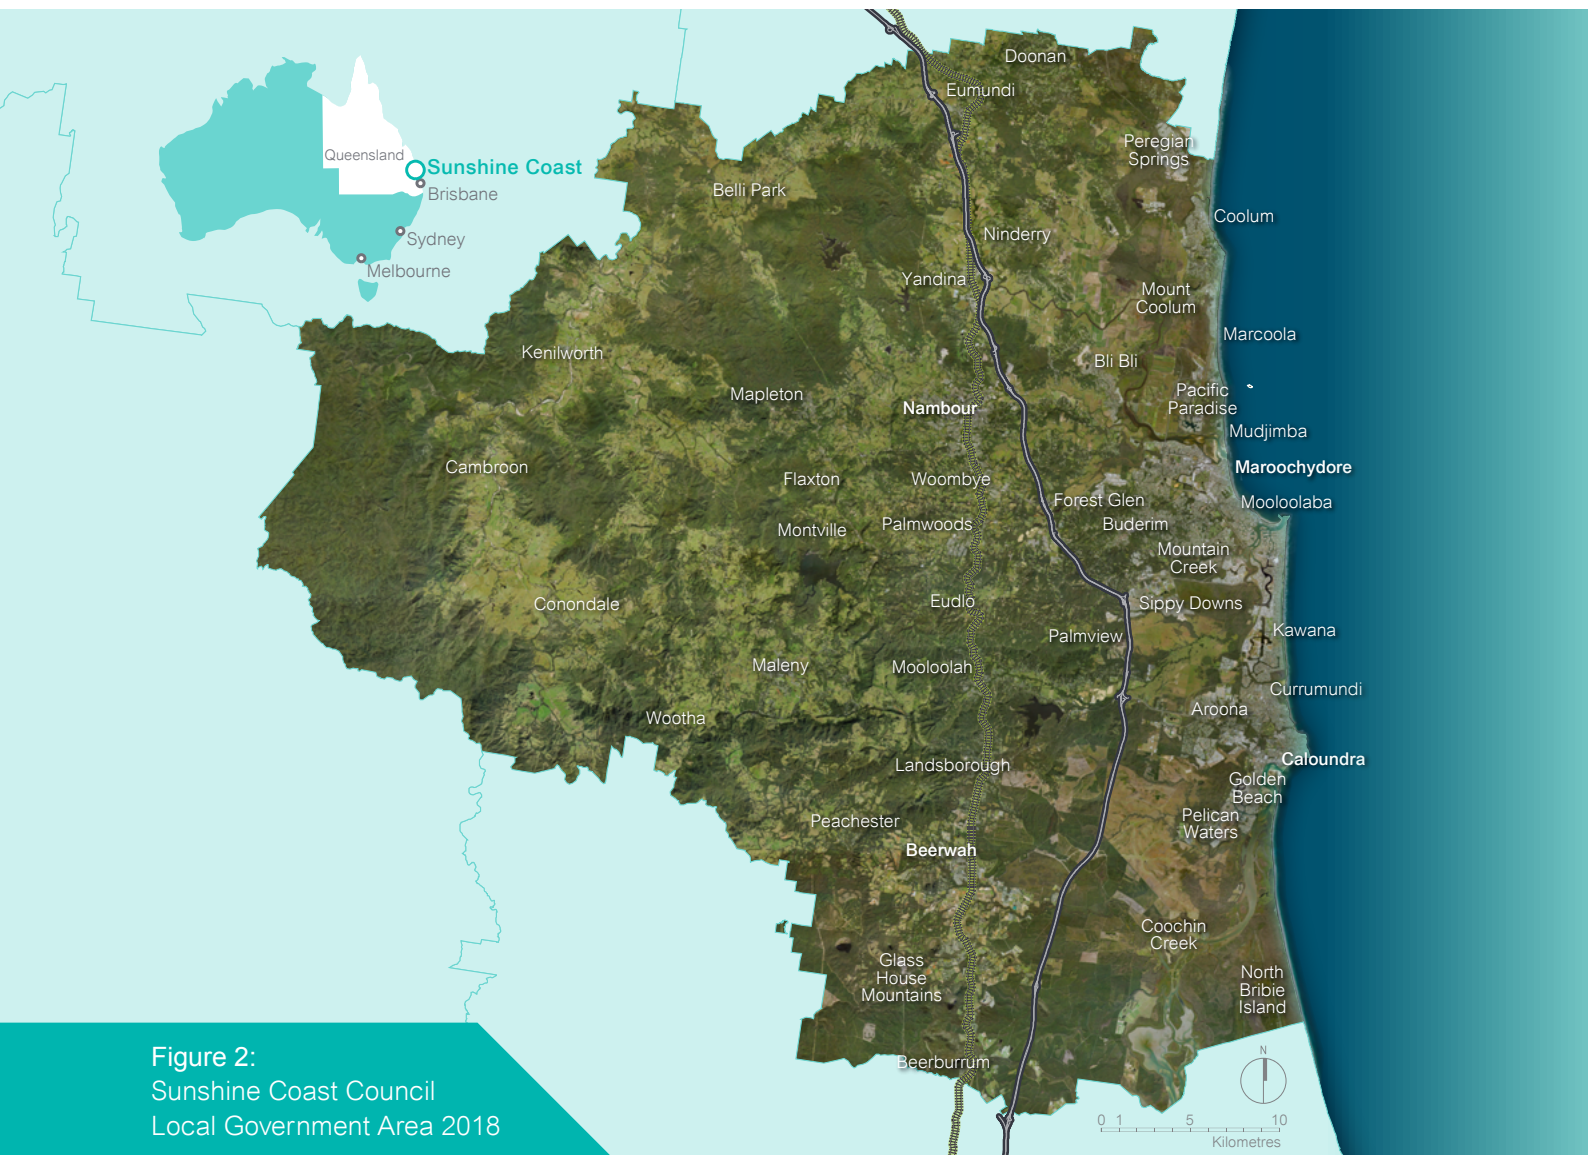 Doonan
Eumundi
Peregian
Springs
Queensland
Sunshine Coast
Brisbane
Belli Park
Coolum
Sydney
Ninderry
Melbourne
Yandina
Mount
Coolum
Marcoola
Kenilworth
Bli Bli
Mapleton
Pacific
Paradise
Nambour
Mudjimba
Cambroon
Maroochydore
Flaxton
Woombye
Forest Glen
Mooloolaba
Montville
Palmwoods
Buderim
Mountain
Creek
Conondale
Eudlo
Sippy Downs
Palmview
Kawana
Maleny
Mooloolah
Currumundi
Wootha
Aroona
Landsborough
Caloundra
Golden
Beach
Peachester
Pelican
Waters
Beerwah
Coochin
Creek
Glass
House
Mountains
North
Bribie
Island
Beerburrum
N
0 1 5 10
Kilometres
Figure 2:
Sunshine Coast Council
Local Government Area 2018